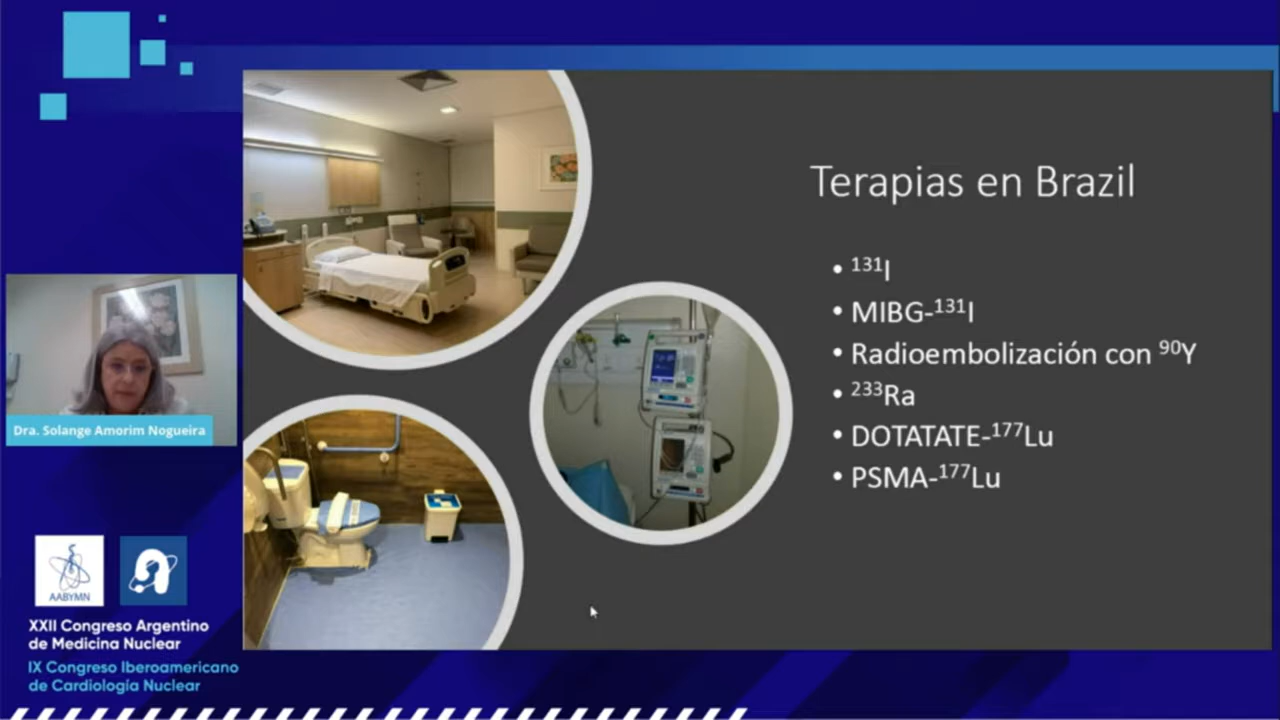 Terapias en Brazil
• ¹³¹I
• MIBG-¹³¹I
• Radioembolización con ⁹⁰Y
• ²³³Ra
• DOTATATE-¹⁷⁷Lu
• PSMA-¹⁷⁷Lu
Dra. Solange Amorim Nogueira
AABYMN
XXII Congreso Argentino
de Medicina Nuclear
IX Congreso Iberoamericano
de Cardiología Nuclear